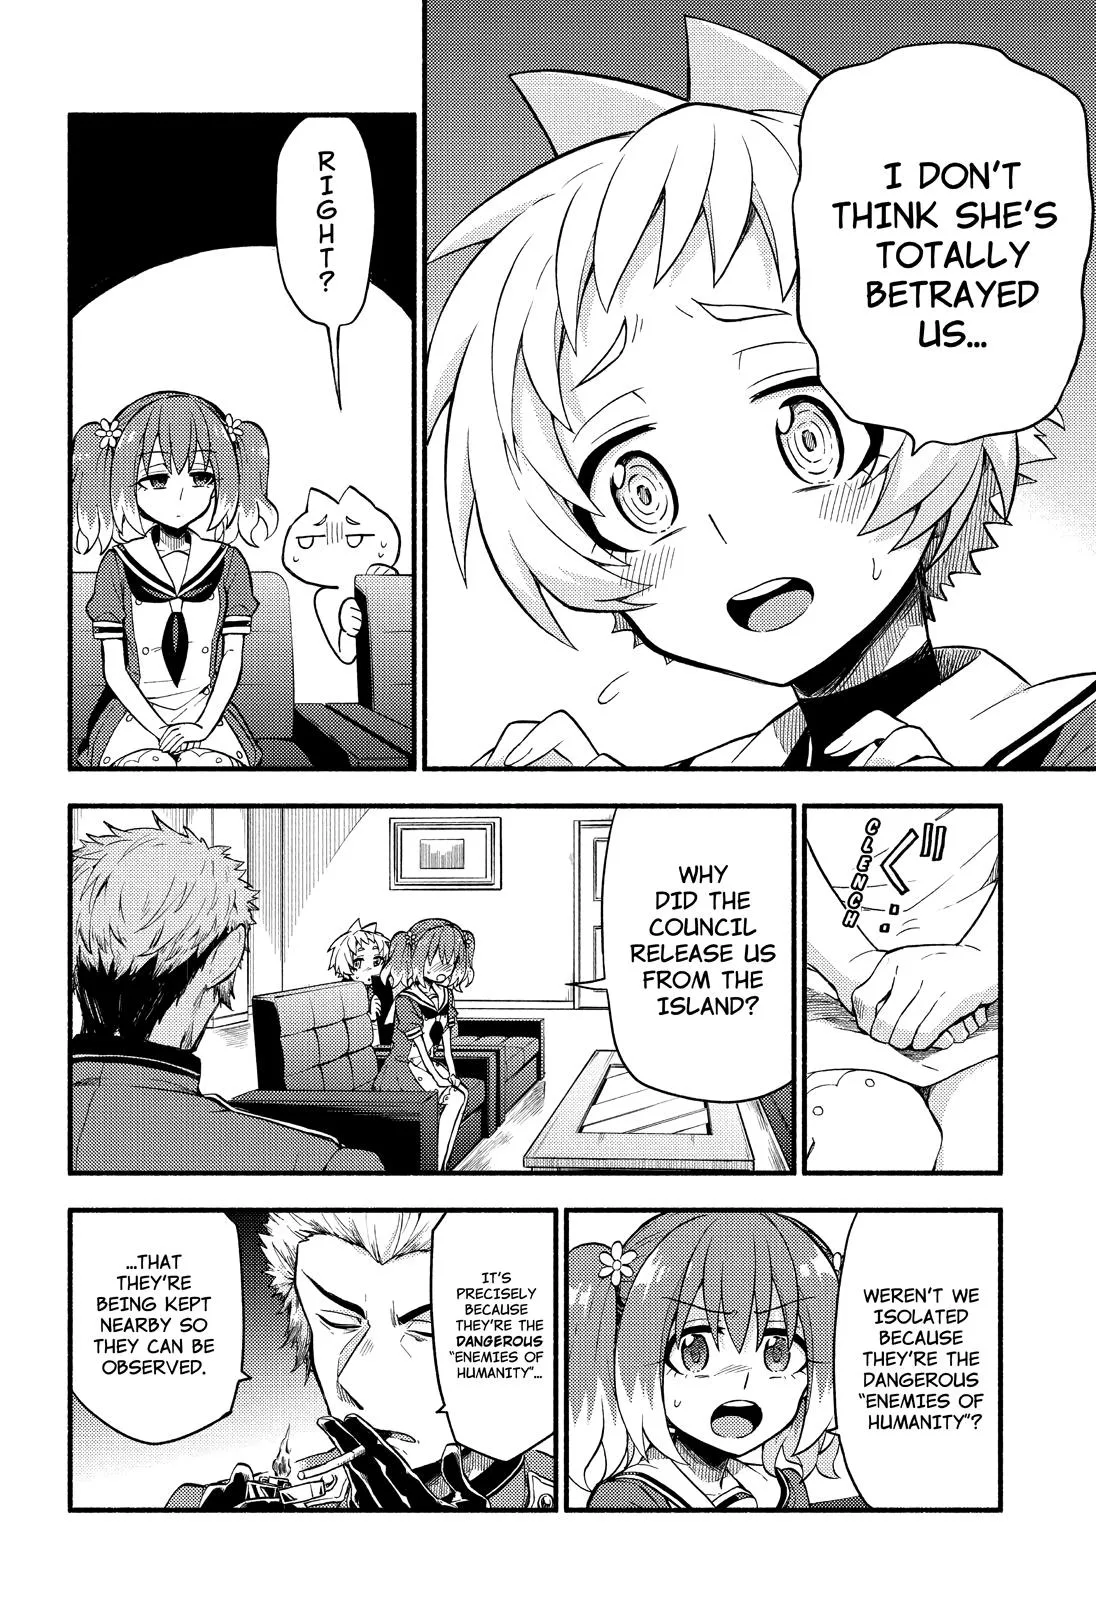 I DON'T
THINK SHE'S
TOTALLY
BETRAYED
US...
RIGHT?
CLENCH
グッ
WHY
DID THE
COUNCIL
RELEASE US
FROM THE
ISLAND?
WEREN'T WE
ISOLATED
BECAUSE
THEY'RE THE
DANGEROUS
"ENEMIES OF
HUMANITY"?
IT'S
PRECISELY
BECAUSE
THEY'RE THE
DANGEROUS
"ENEMIES OF
HUMANITY"...
...THAT
THEY'RE
BEING KEPT
NEARBY SO
THEY CAN BE
OBSERVED.